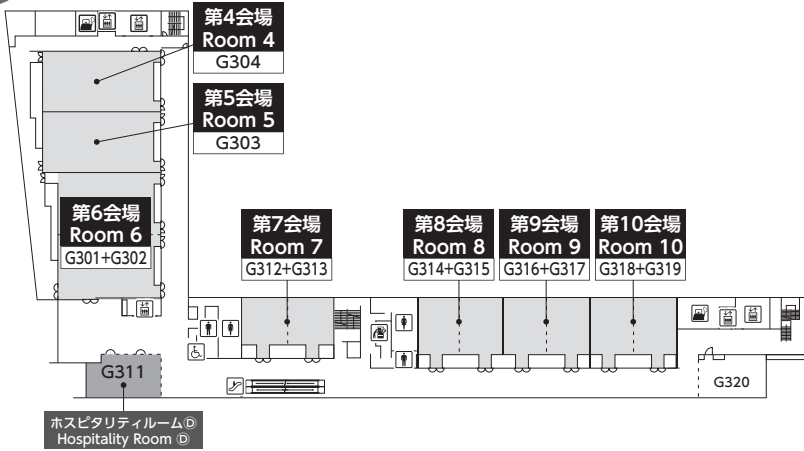 第4会場
Room 4
G304
第5会場
Room 5
G303
第6会場
Room 6
G301+G302
第7会場
Room 7
G312+G313
第8会場
Room 8
G314+G315
第9会場
Room 9
G316+G317
第10会場
Room 10
G318+G319
G311
G320
ホスピタリティルームⒹ
Hospitality Room Ⓓ